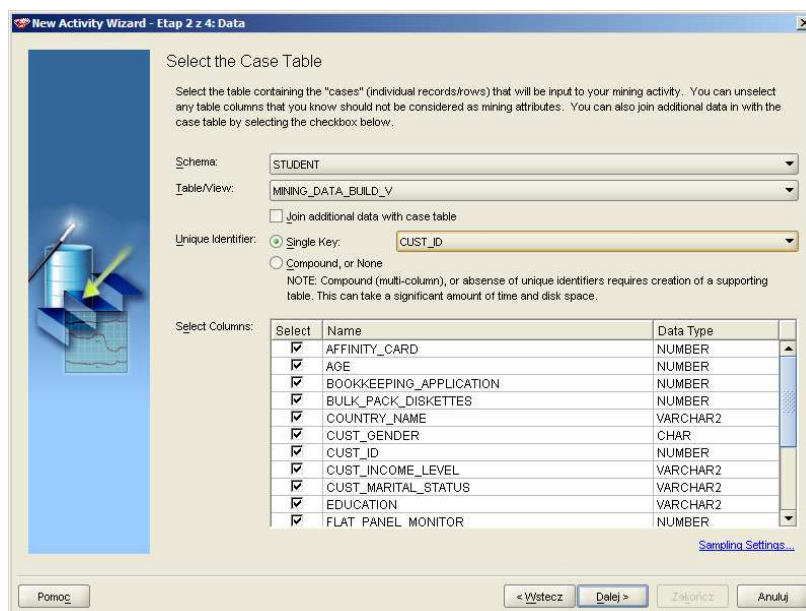 New Activity Wizard - Etap 2 z 4: Data
Select the Case Table
Select the table containing the "cases" (individual records/rows) that will be input to your mining activity. You can unselect
any table columns that you know should not be considered as mining attributes. You can also join additional data in with the
case table by selecting the checkbox below.
Schema: STUDENT
Table/View: MINING_DATA_BUILD_V
Join additional data with case table
Unique Identifier: Single Key: CUST_ID
Compound, or None
NOTE: Compound (multi-column), or absence of unique identifiers requires creation of a supporting
table. This can take a significant amount of time and disk space.
Select Columns: Select Name Data Type
AFFINITY_CARD NUMBER
AGE NUMBER
BOOKKEEPING_APPLICATION NUMBER
BULK_PACK_DISKETTES NUMBER
COUNTRY_NAME VARCHAR2
CUST_GENDER CHAR
CUST_ID NUMBER
CUST_INCOME_LEVEL VARCHAR2
CUST_MARITAL_STATUS VARCHAR2
EDUCATION VARCHAR2
FLAT_PANEL_MONITOR NUMBER
Sampling Settings...
Pomoc < Wstecz Dalej > Zakończ Anuluj